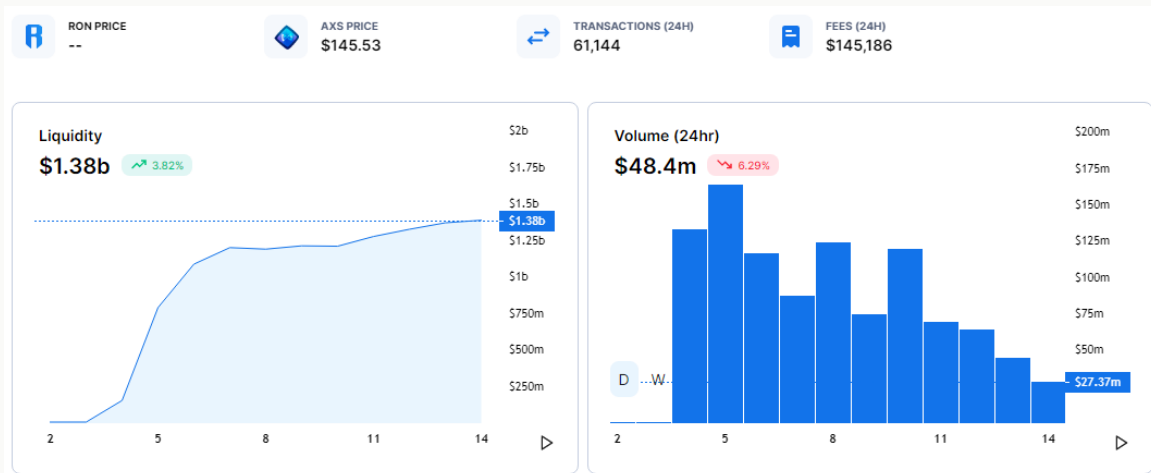 RON PRICE
--
AXS PRICE
$145.53
TRANSACTIONS (24H)
61,144
FEES (24H)
$145,186
Liquidity
$1.38b
3.82%
$2b
$1.75b
$1.5b
$1.38b
$1.25b
$1b
$750m
$500m
$250m
2 5 8 11 14
Volume (24hr)
$48.4m
6.29%
$200m
$175m
$150m
$125m
$100m
$75m
$50m
$27.37m
D W
2 5 8 11 14